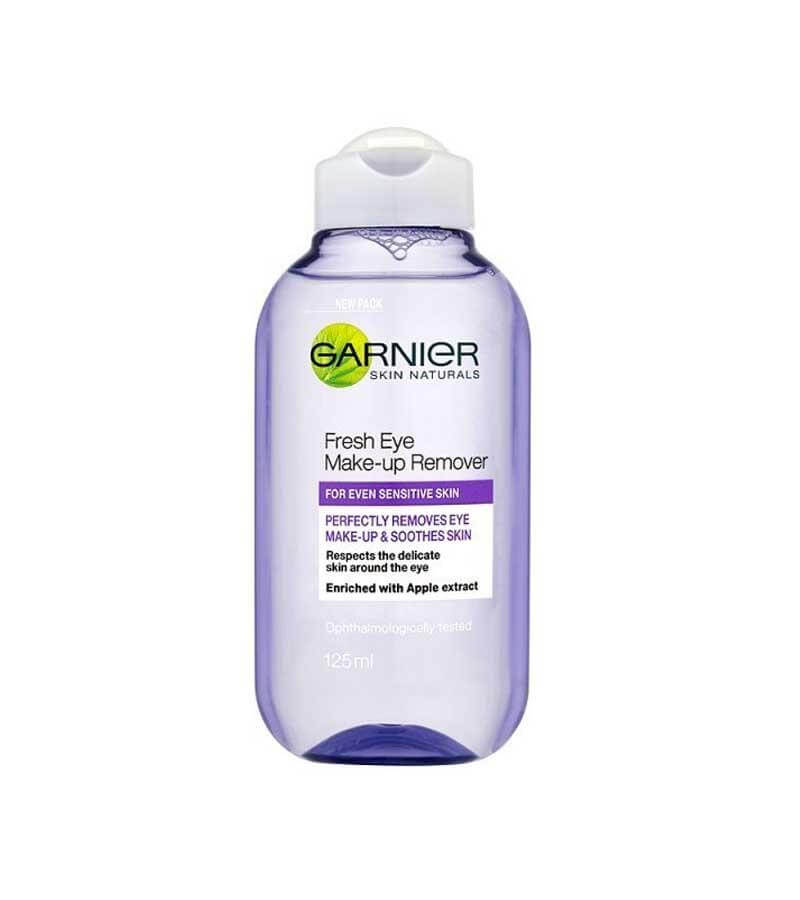 NEW PACK
GARNIER
SKIN NATURALS
Fresh Eye
Make-up Remover
FOR EVEN SENSITIVE SKIN
PERFECTLY REMOVES EYE
MAKE-UP & SOOTHES SKIN
Respects the delicate
skin around the eye
Enriched with Apple extract
Ophthalmologically tested
125ml